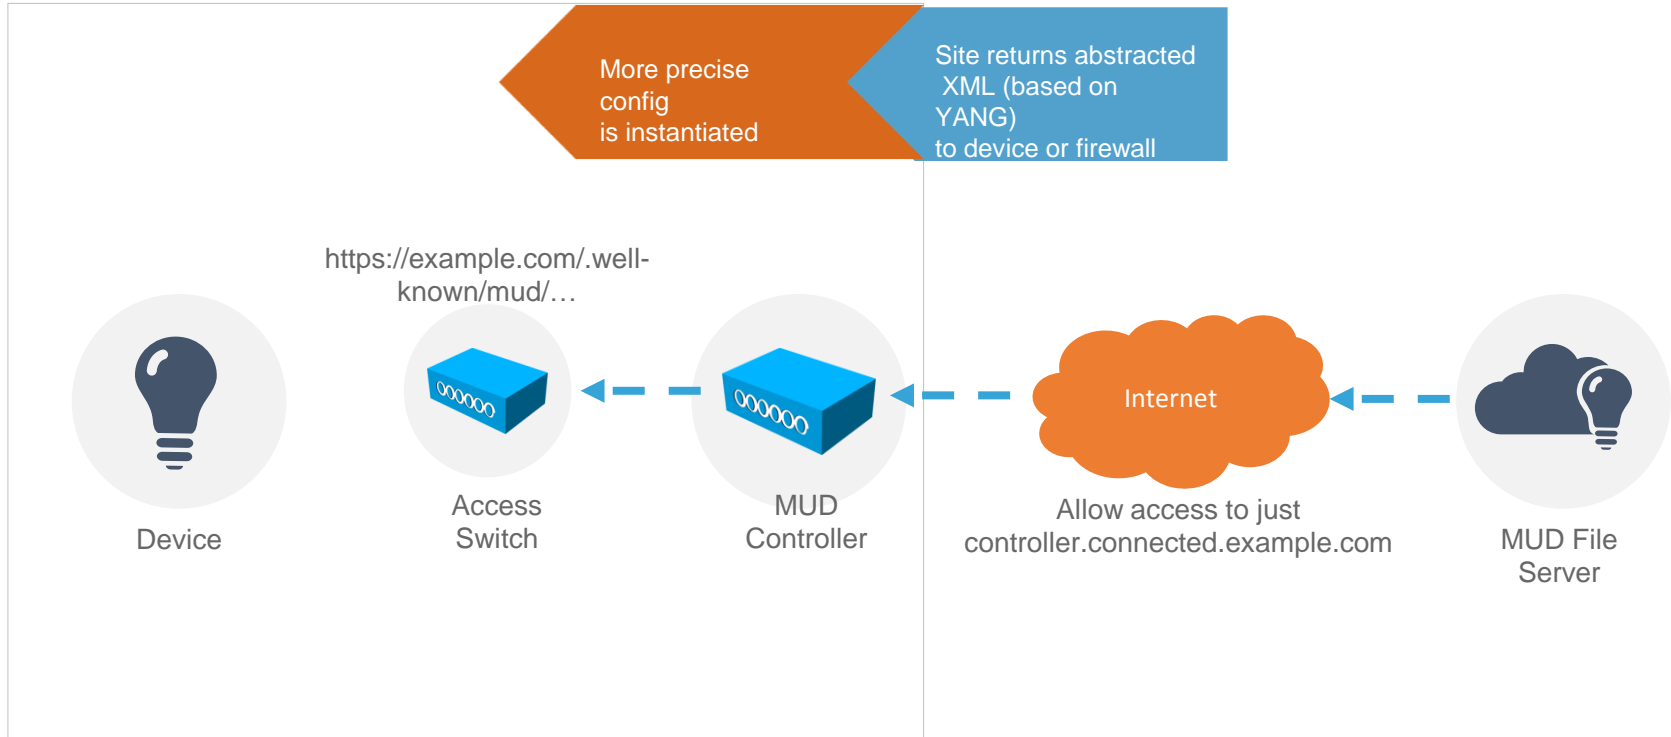 More precise
config
is instantiated
Site returns abstracted
XML (based on
YANG)
to device or firewall
https://example.com/.well-
known/mud/…
Internet
Access
Switch
MUD
Controller
Allow access to just
controller.connected.example.com
Device
MUD File
Server